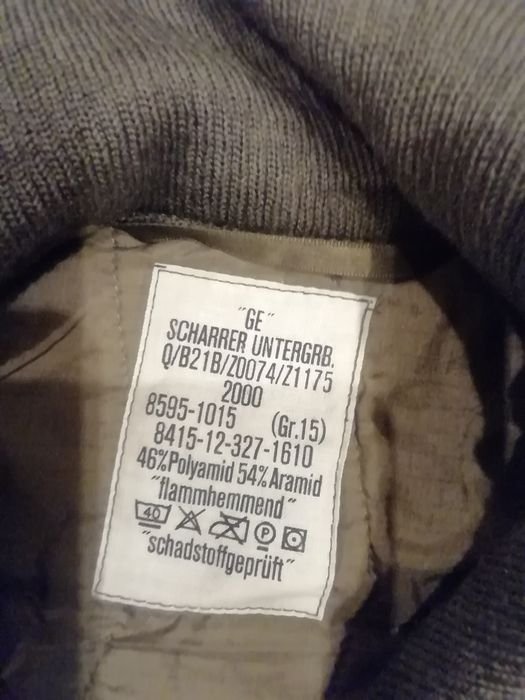 "GE"
SCHARRER UNTERGRB.
Q/B21B/Z0074/Z1175
2000
8595-1015 (Gr.15)
8415-12-327-1610
46%Polyamid 54%Aramid
"flammhemmend"
40 P
"schadstoffgeprüft"